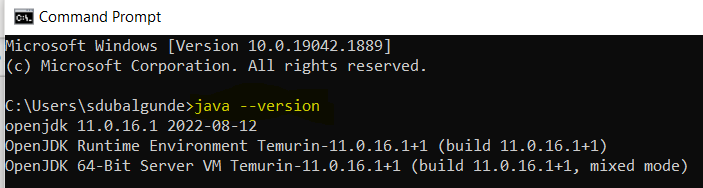 Command Prompt
Microsoft Windows [Version 10.0.19042.1889]
(c) Microsoft Corporation. All rights reserved.
C:\Users\sdubalgunde>java --version
openjdk 11.0.16.1 2022-08-12
OpenJDK Runtime Environment Temurin-11.0.16.1+1 (build 11.0.16.1+1)
OpenJDK 64-Bit Server VM Temurin-11.0.16.1+1 (build 11.0.16.1+1, mixed mode)